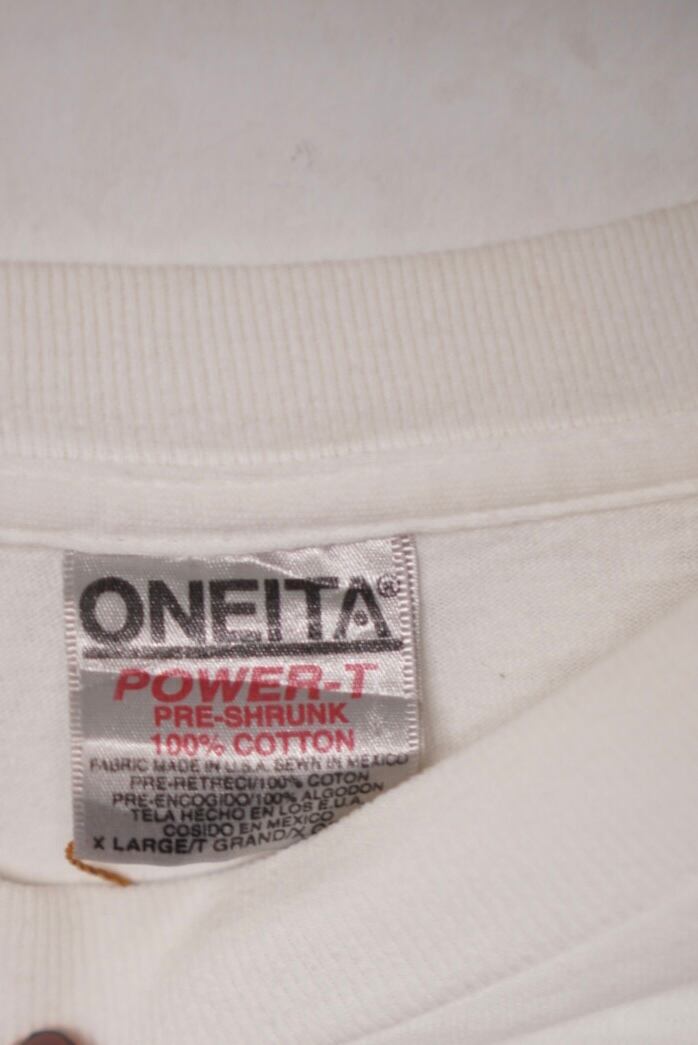 ONEITA®
POWER-T
PRE-SHRUNK
100% COTTON
FABRIC MADE IN U.S.A. SEWN IN MEXICO
PRE-RETRECI/100% COTON
PRE-ENCOGIDO/100% ALGODON
TELA HECHO EN LOS E.U.A.
COSIDO EN MEXICO
X LARGE/T GRAND/X